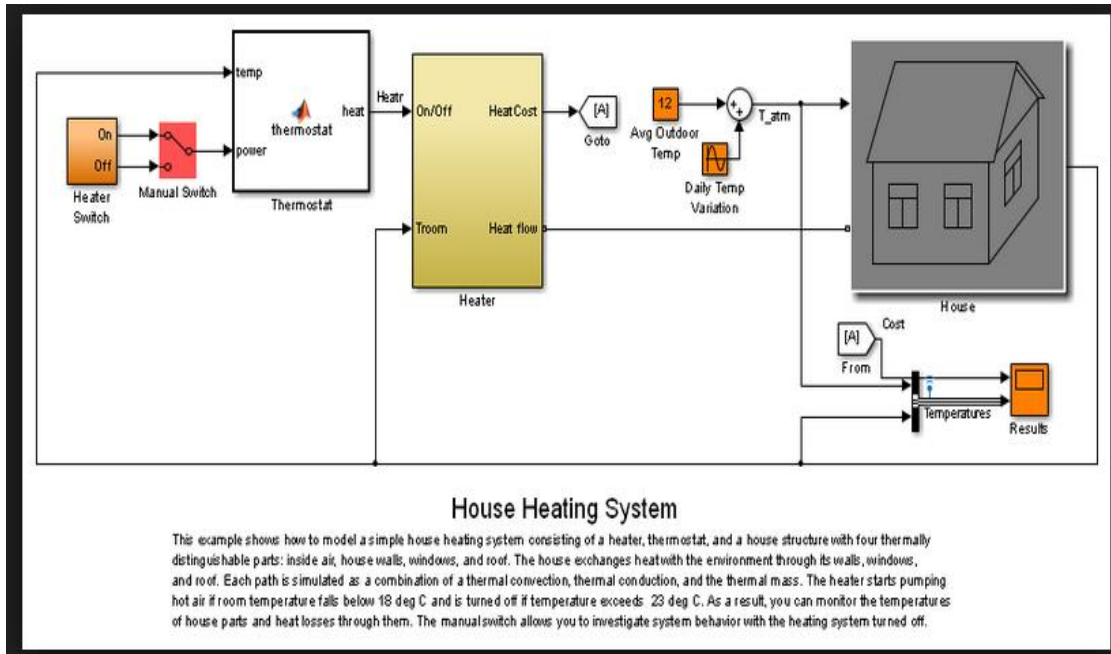 temp
thermostat
heat
power
Thermostat
On
Off
Heater
Switch
Manual Switch
Heatr
On/Off
HeatCost
Troom
Heat flow
Heater
[A]
Goto
12
Avg Outdoor
Temp
Daily Temp
Variation
T_atm
House
[A]
From
Cost
Temperatures
Results
House Heating System
This example shows how to model a simple house heating system consisting of a heater, thermostat, and a house structure with four thermally
distinguishable parts: inside air, house walls, windows, and roof. The house exchanges heat with the environment through its walls, windows,
and roof. Each path is simulated as a combination of a thermal convection, thermal conduction, and the thermal mass. The heater starts pumping
hot air if room temperature falls below 18 deg C and is turned off if temperature exceeds 23 deg C. As a result, you can monitor the temperatures
of house parts and heat losses through them. The manual switch allows you to investigate system behavior with the heating system turned off.